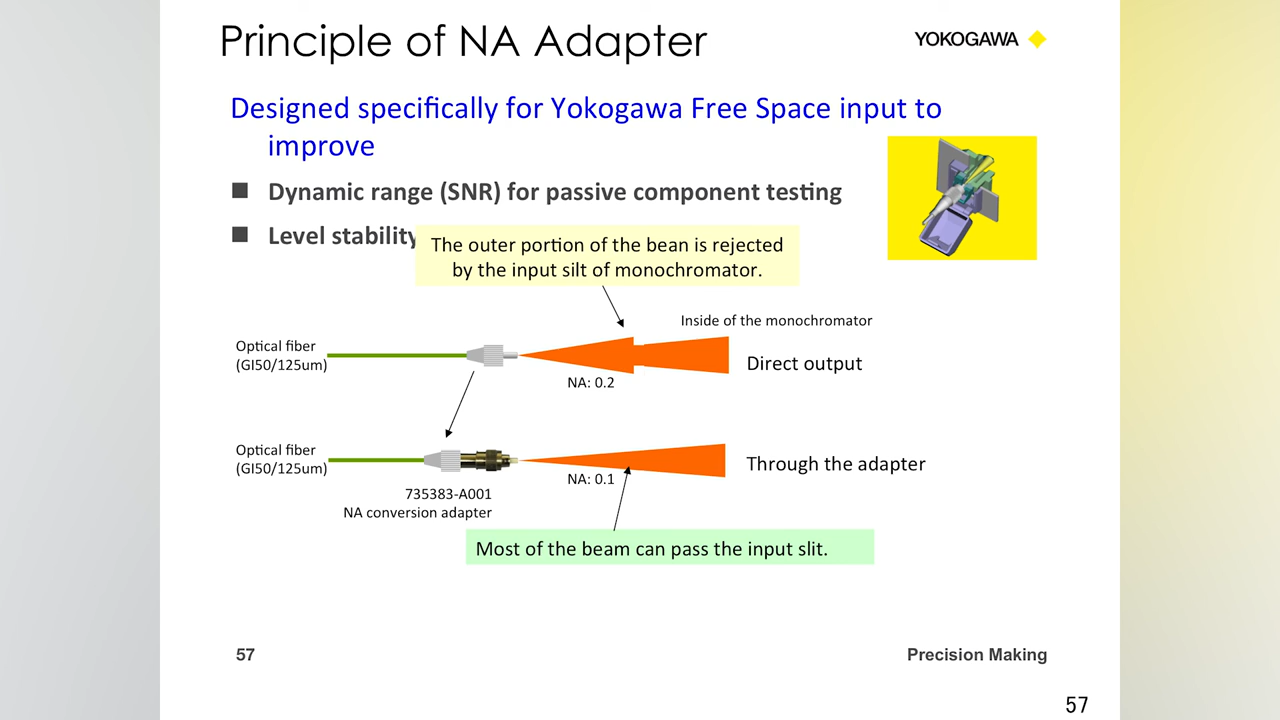 Principle of NA Adapter
YOKOGAWA
Designed specifically for Yokogawa Free Space input to
improve
Dynamic range (SNR) for passive component testing
Level stability
The outer portion of the bean is rejected
by the input silt of monochromator.
Inside of the monochromator
Optical fiber
(GI50/125um)
Direct output
NA: 0.2
Optical fiber
(GI50/125um)
Through the adapter
NA: 0.1
735383-A001
NA conversion adapter
Most of the beam can pass the input slit.
57
Precision Making
57